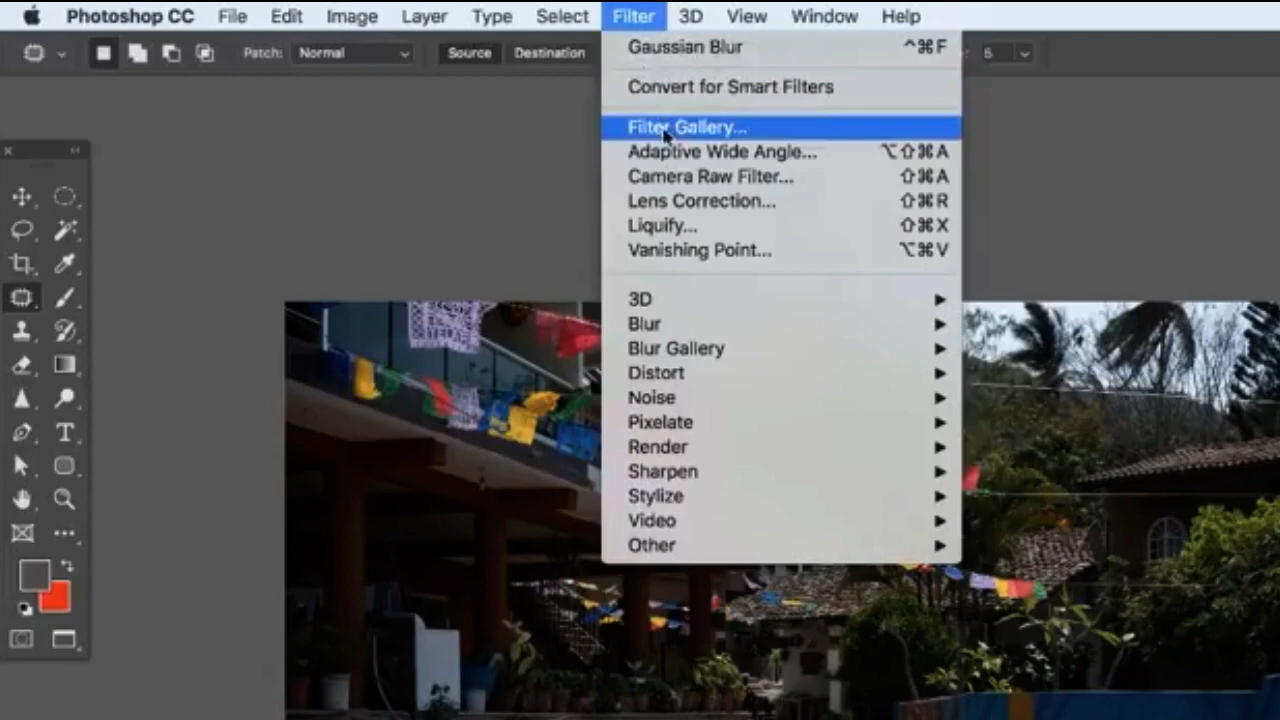 Photoshop CC File Edit Image Layer Type Select Filter 3D View Window Help
Patch: Normal Source Destination 5
Gaussian Blur ^⌘F
Convert for Smart Filters
Filter Gallery...
Adaptive Wide Angle... ⌥⇧⌘A
Camera Raw Filter... ⇧⌘A
Lens Correction... ⇧⌘R
Liquify... ⇧⌘X
Vanishing Point... ⌥⌘V
3D
Blur
Blur Gallery
Distort
Noise
Pixelate
Render
Sharpen
Stylize
Video
Other